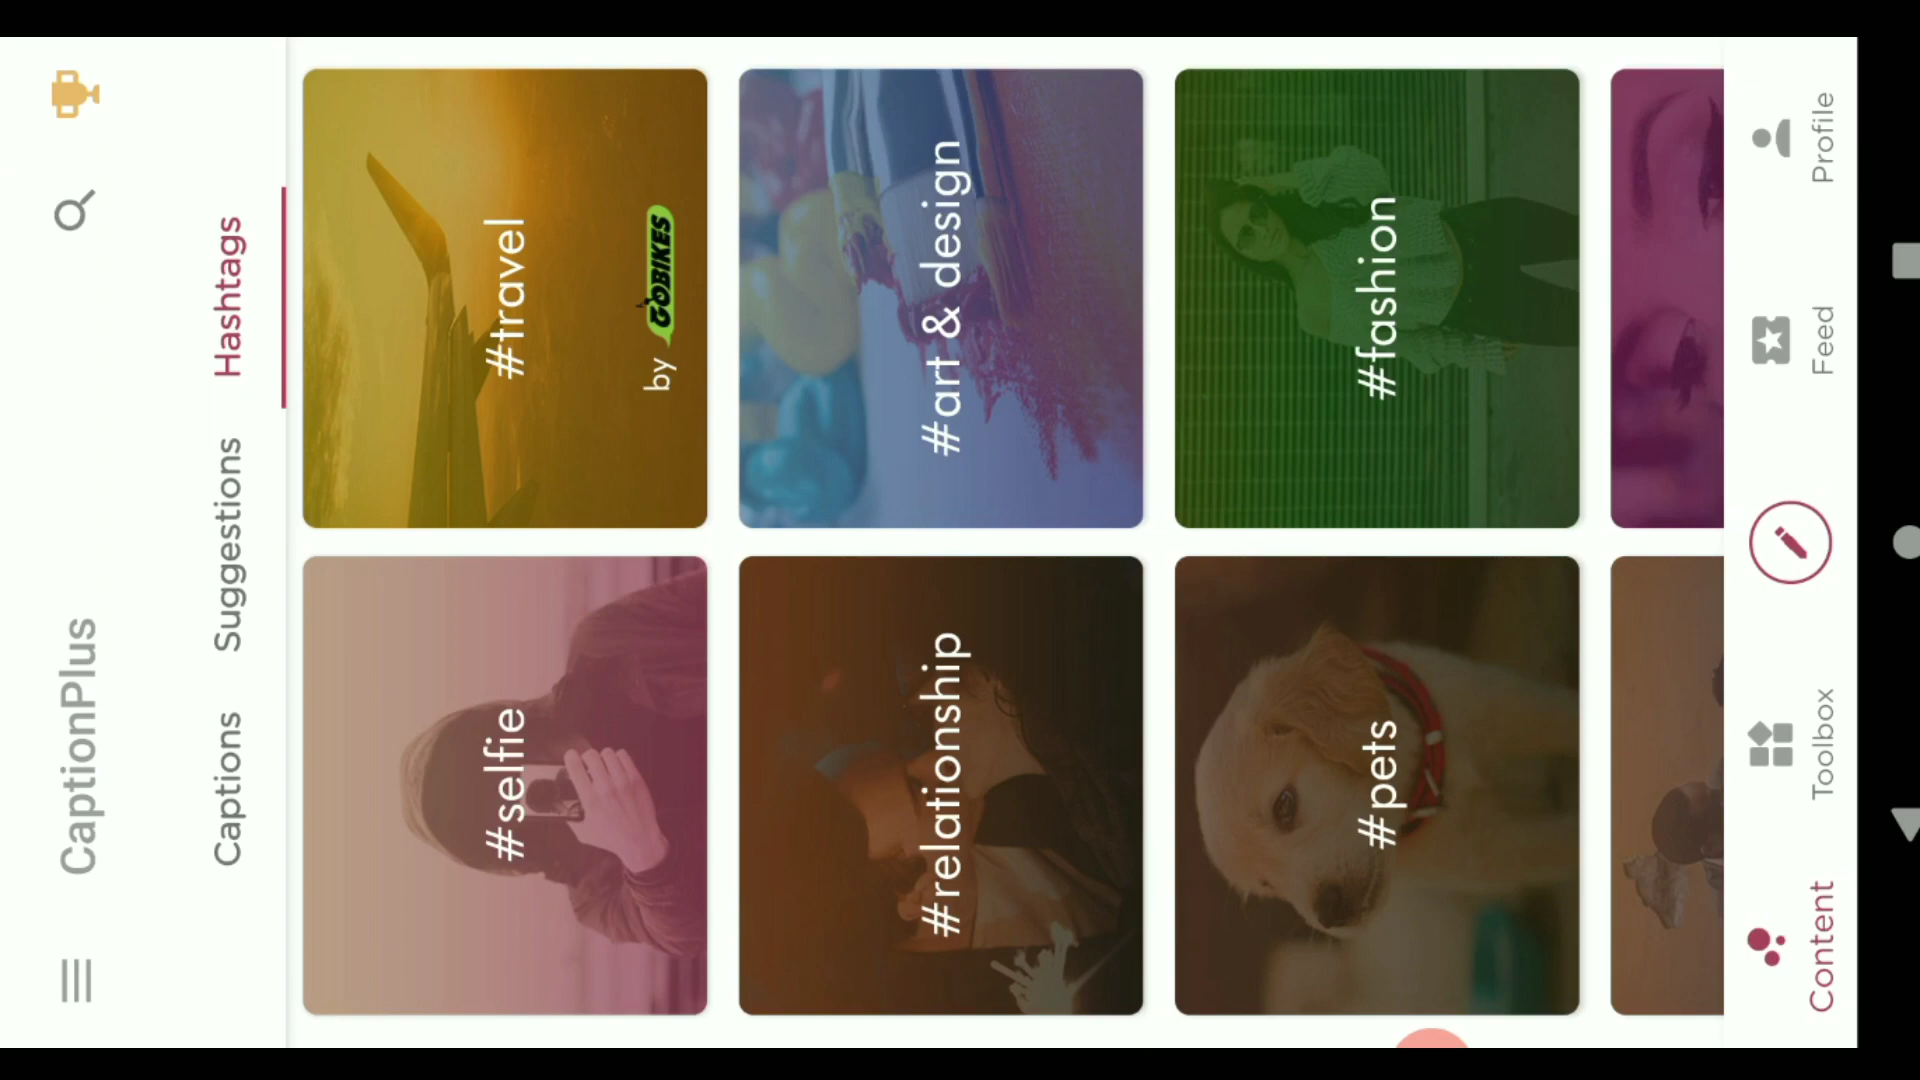 CaptionPlus
Captions Suggestions Hashtags
#selfie
#travel
by GOBIKES
#relationship
#art & design
#pets
#fashion
Content Toolbox Feed Profile